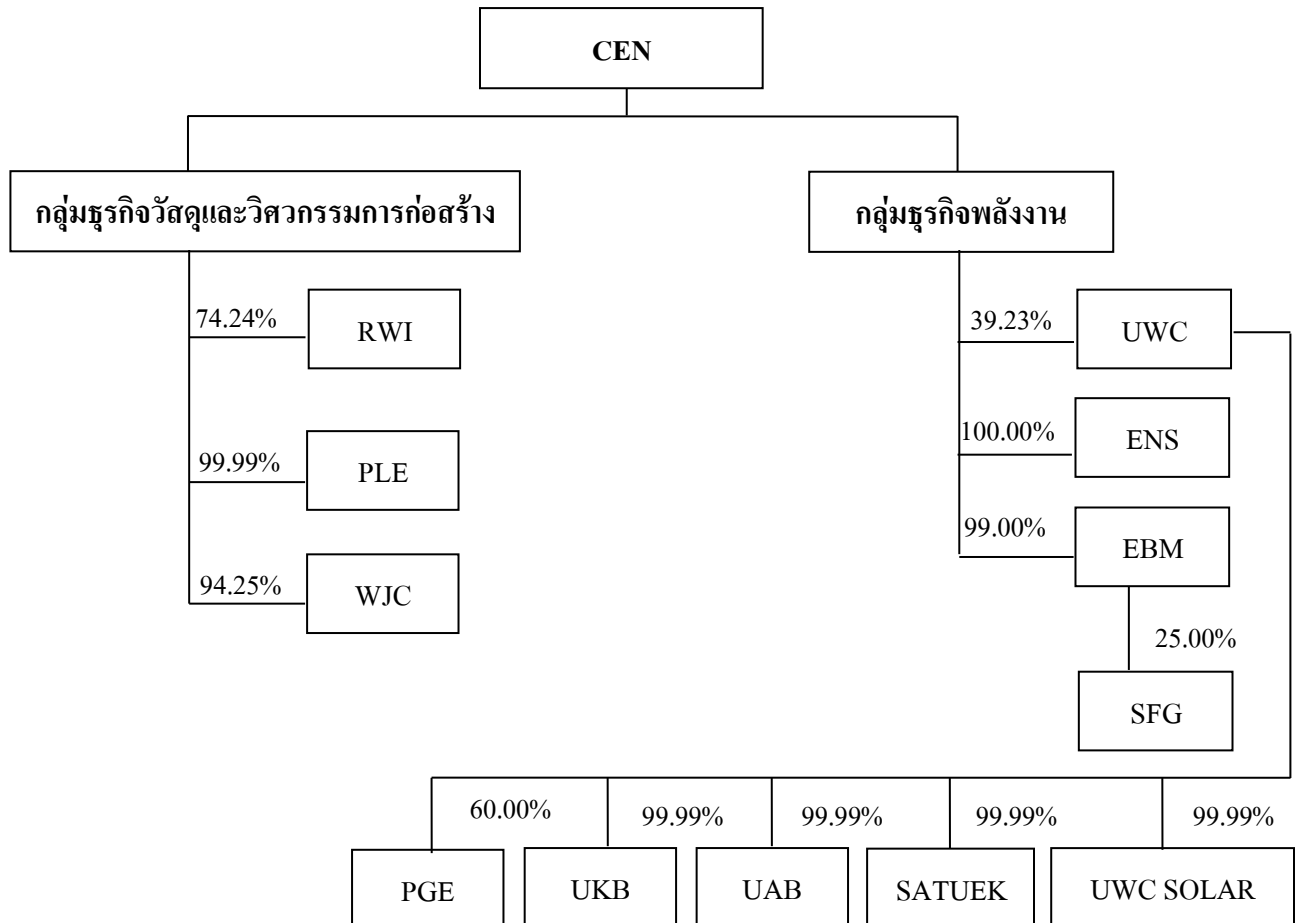 CEN
กลุ่มธุรกิจวัสดุและวิศวกรรมการก่อสร้าง
กลุ่มธุรกิจพลังงาน
74.24%
RWI
39.23%
UWC
99.99%
PLE
100.00%
ENS
99.00%
EBM
94.25%
WJC
25.00%
SFG
60.00%
99.99%
99.99%
99.99%
99.99%
PGE
UKB
UAB
SATUEK
UWC SOLAR